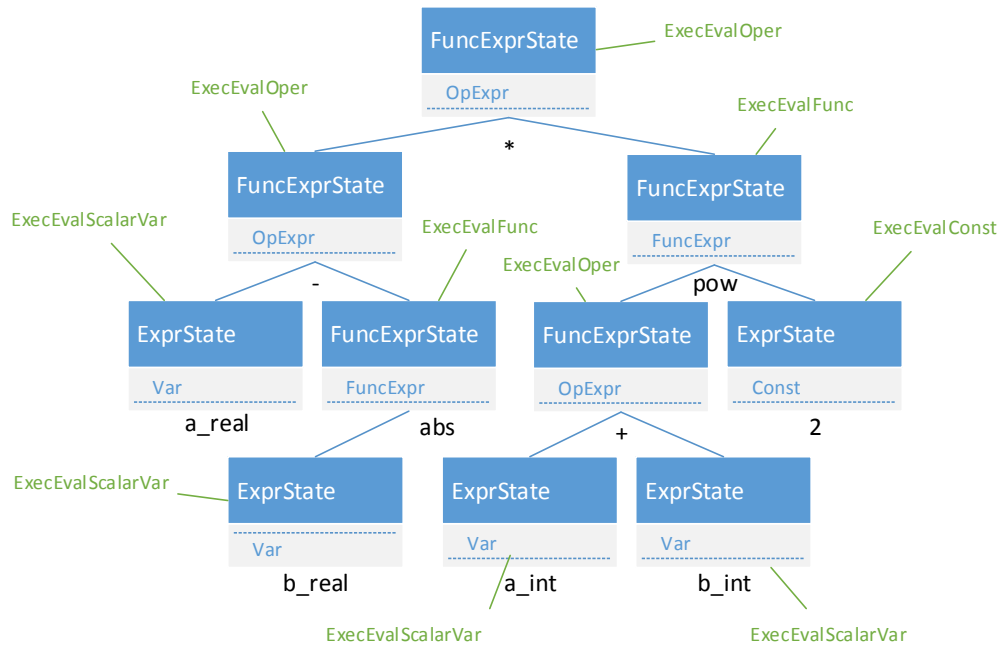 FuncExprState
ExecEvalOper
OpExpr
ExecEvalOper
ExecEvalFunc
*
FuncExprState
FuncExprState
ExecEvalScalarVar
OpExpr
ExecEvalFunc
FuncExpr
ExecEvalConst
ExecEvalOper
-
pow
ExprState
FuncExprState
FuncExprState
ExprState
Var
FuncExpr
OpExpr
Const
a_real
abs
+
2
ExecEvalScalarVar
ExprState
ExprState
ExprState
Var
Var
Var
b_real
a_int
b_int
ExecEvalScalarVar
ExecEvalScalarVar